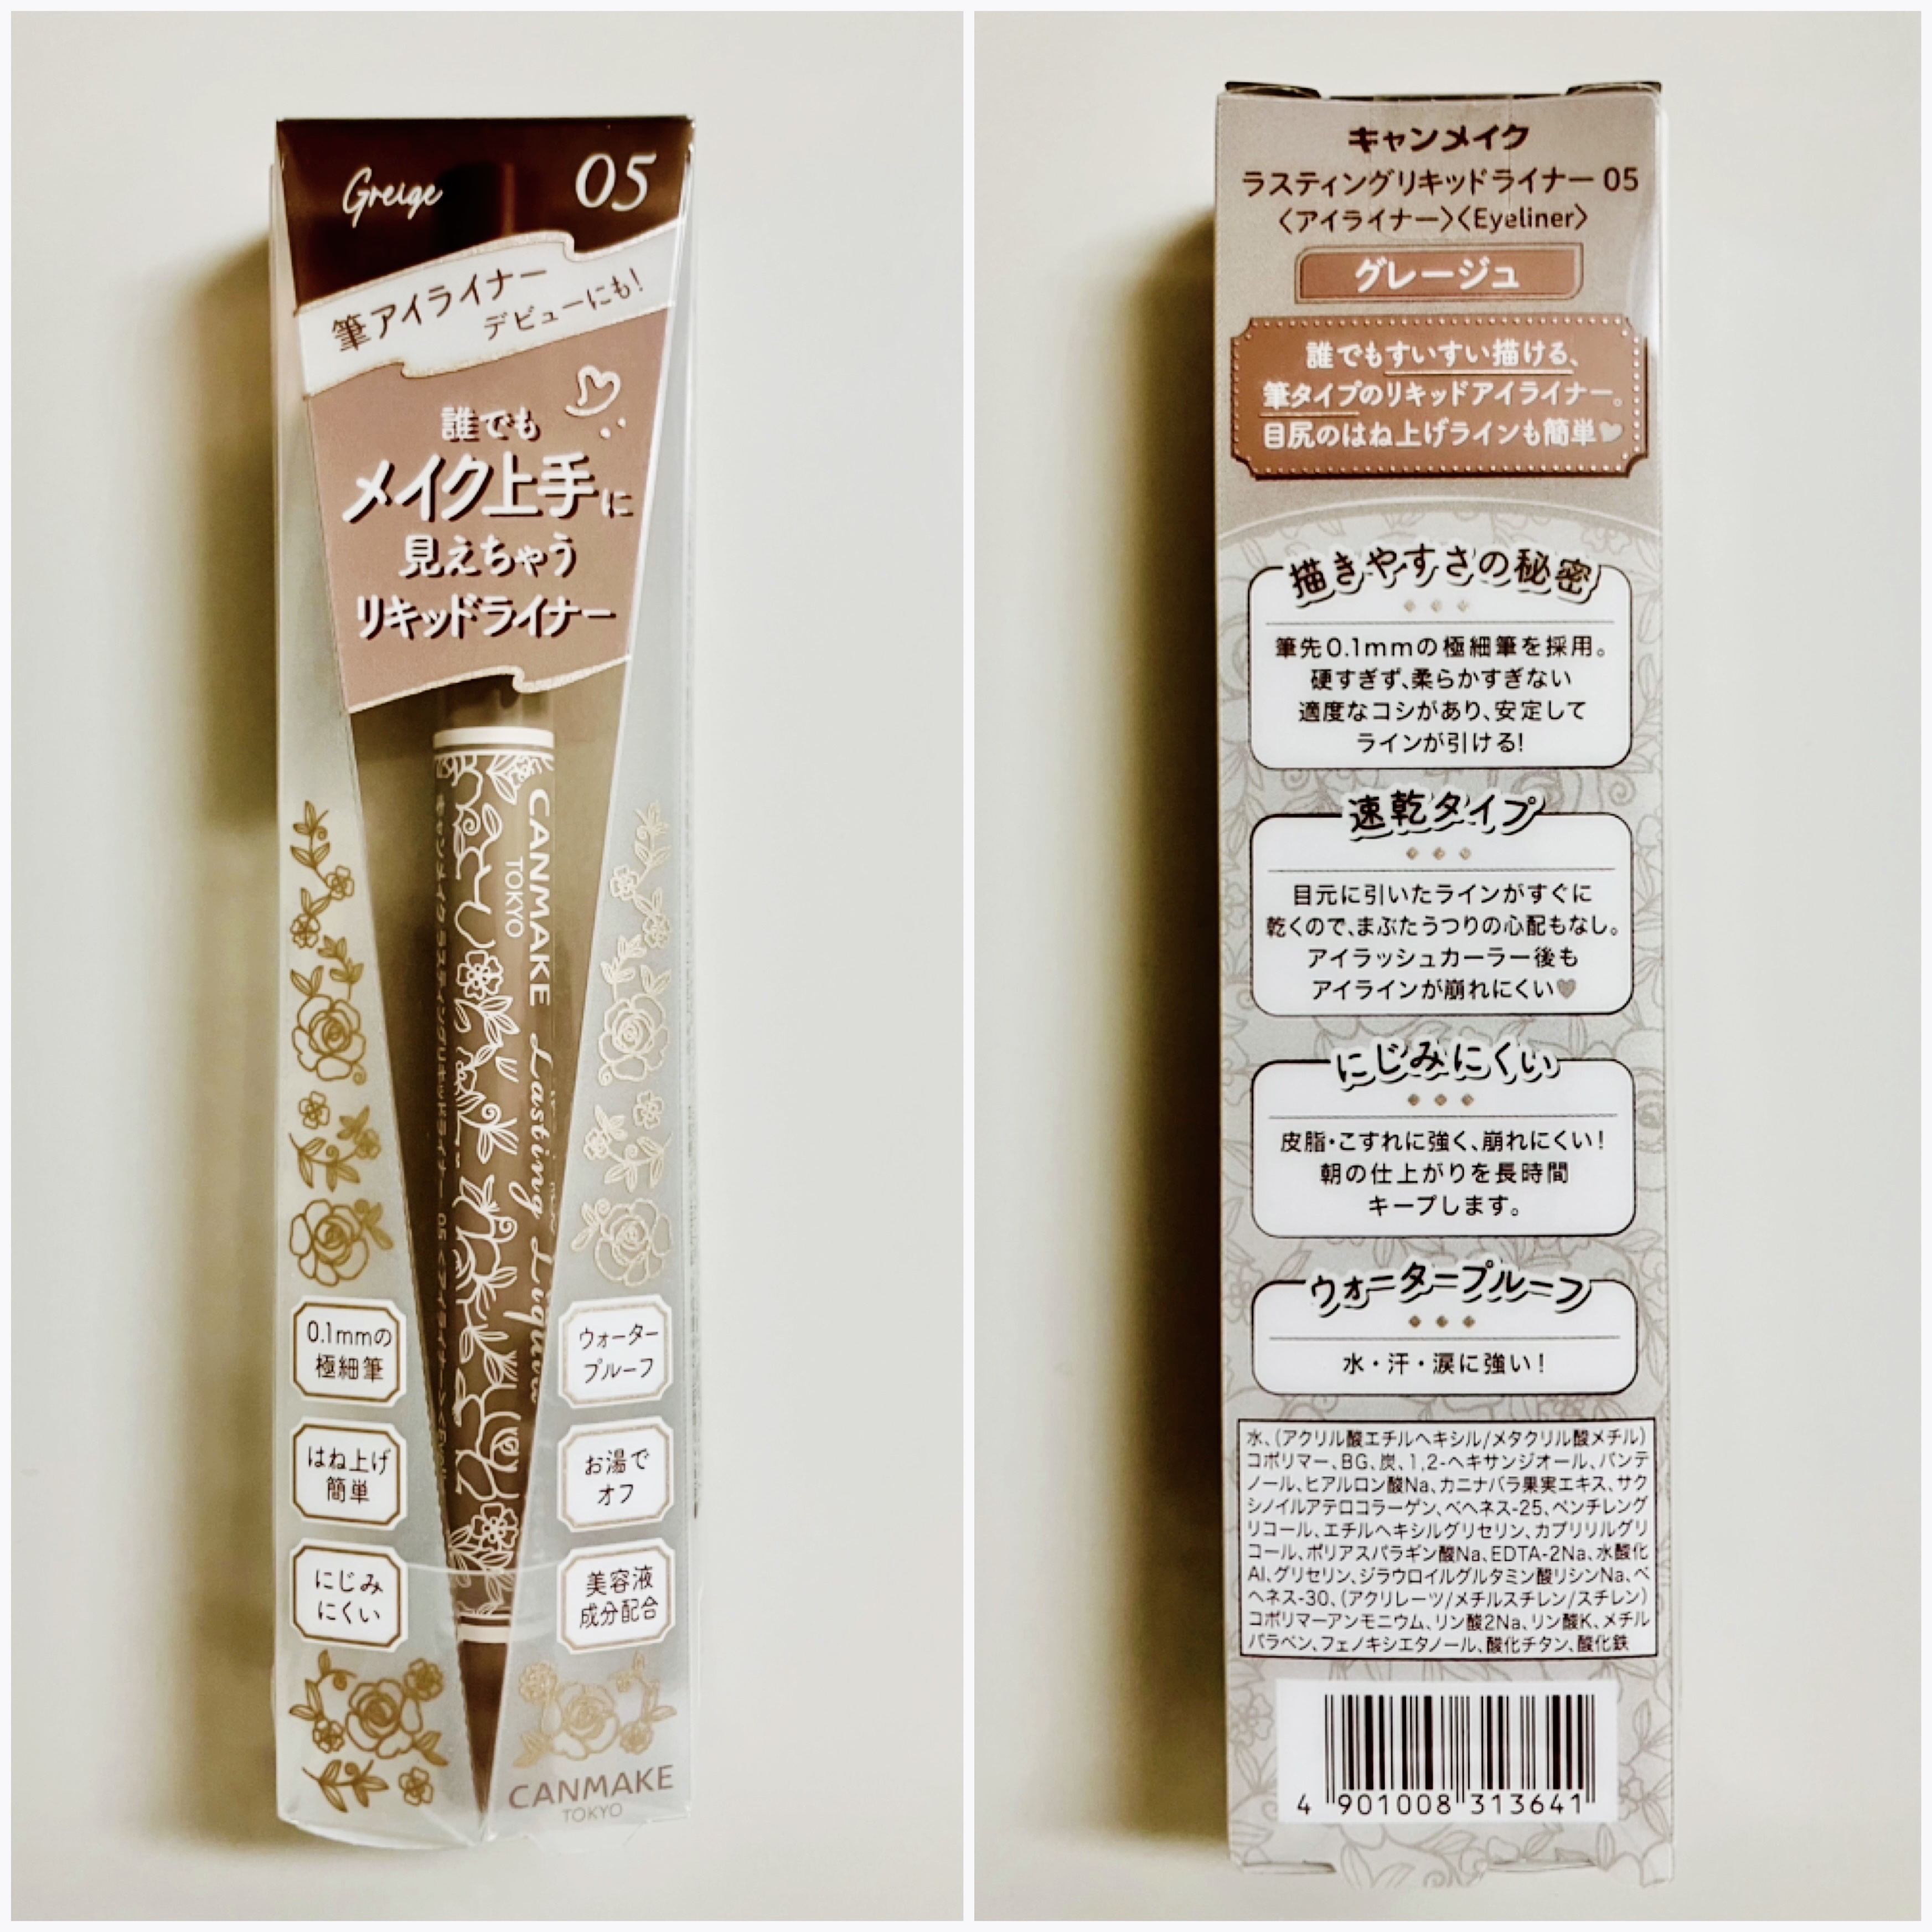 Greige
05
筆アイライナー
デビューにも!
誰でも
メイク上手に
見えちゃう
リキッドライナー
CANMAKE
TOKYO
Lasting Liquid
キャンメイク ラスティングリキッドライナー 05 〈アイライナー〉
0.1mmの
極細筆
はね上げ
簡単
にじみ
にくい
ウォーター
プルーフ
お湯で
オフ
美容液
成分配合
CANMAKE
TOKYO
キャンメイク
ラスティングリキッドライナー 05
〈アイライナー〉〈Eyeliner〉
グレージュ
誰でもすいすい描ける、
筆タイプのリキッドアイライナー。
目尻のはね上げラインも簡単
描きやすさの秘密
筆先0.1mmの極細筆を採用。
硬すぎず、柔らかすぎない
適度なコシがあり、安定して
ラインが引ける!
速乾タイプ
目元に引いたラインがすぐに
乾くので、まぶたうつりの心配もなし。
アイラッシュカーラー後も
アイラインが崩れにくい
にじみにくい
皮脂・こすれに強く、崩れにくい!
朝の仕上がりを長時間
キープします。
ウォータープルーフ
水・汗・涙に強い!
水、(アクリル酸エチルヘキシル/メタクリル酸メチル)
コポリマー、BG、炭、1,2-ヘキサンジオール、パンテ
ノール、ヒアルロン酸Na、カニナバラ果実エキス、サク
シノイルアテロコラーゲン、ベヘネス-25、ペンチレング
リコール、エチルヘキシルグリセリン、カプリリルグリ
コール、ポリアスパラギン酸Na、EDTA-2Na、水酸化
Al、グリセリン、ジラウロイルグルタミン酸リシンNa、ベ
ヘネス-30、(アクリレーツ/メチルスチレン/スチレン)
コポリマーアンモニウム、リン酸2Na、リン酸K、メチル
パラベン、フェノキシエタノール、酸化チタン、酸化鉄
4 901008 313641